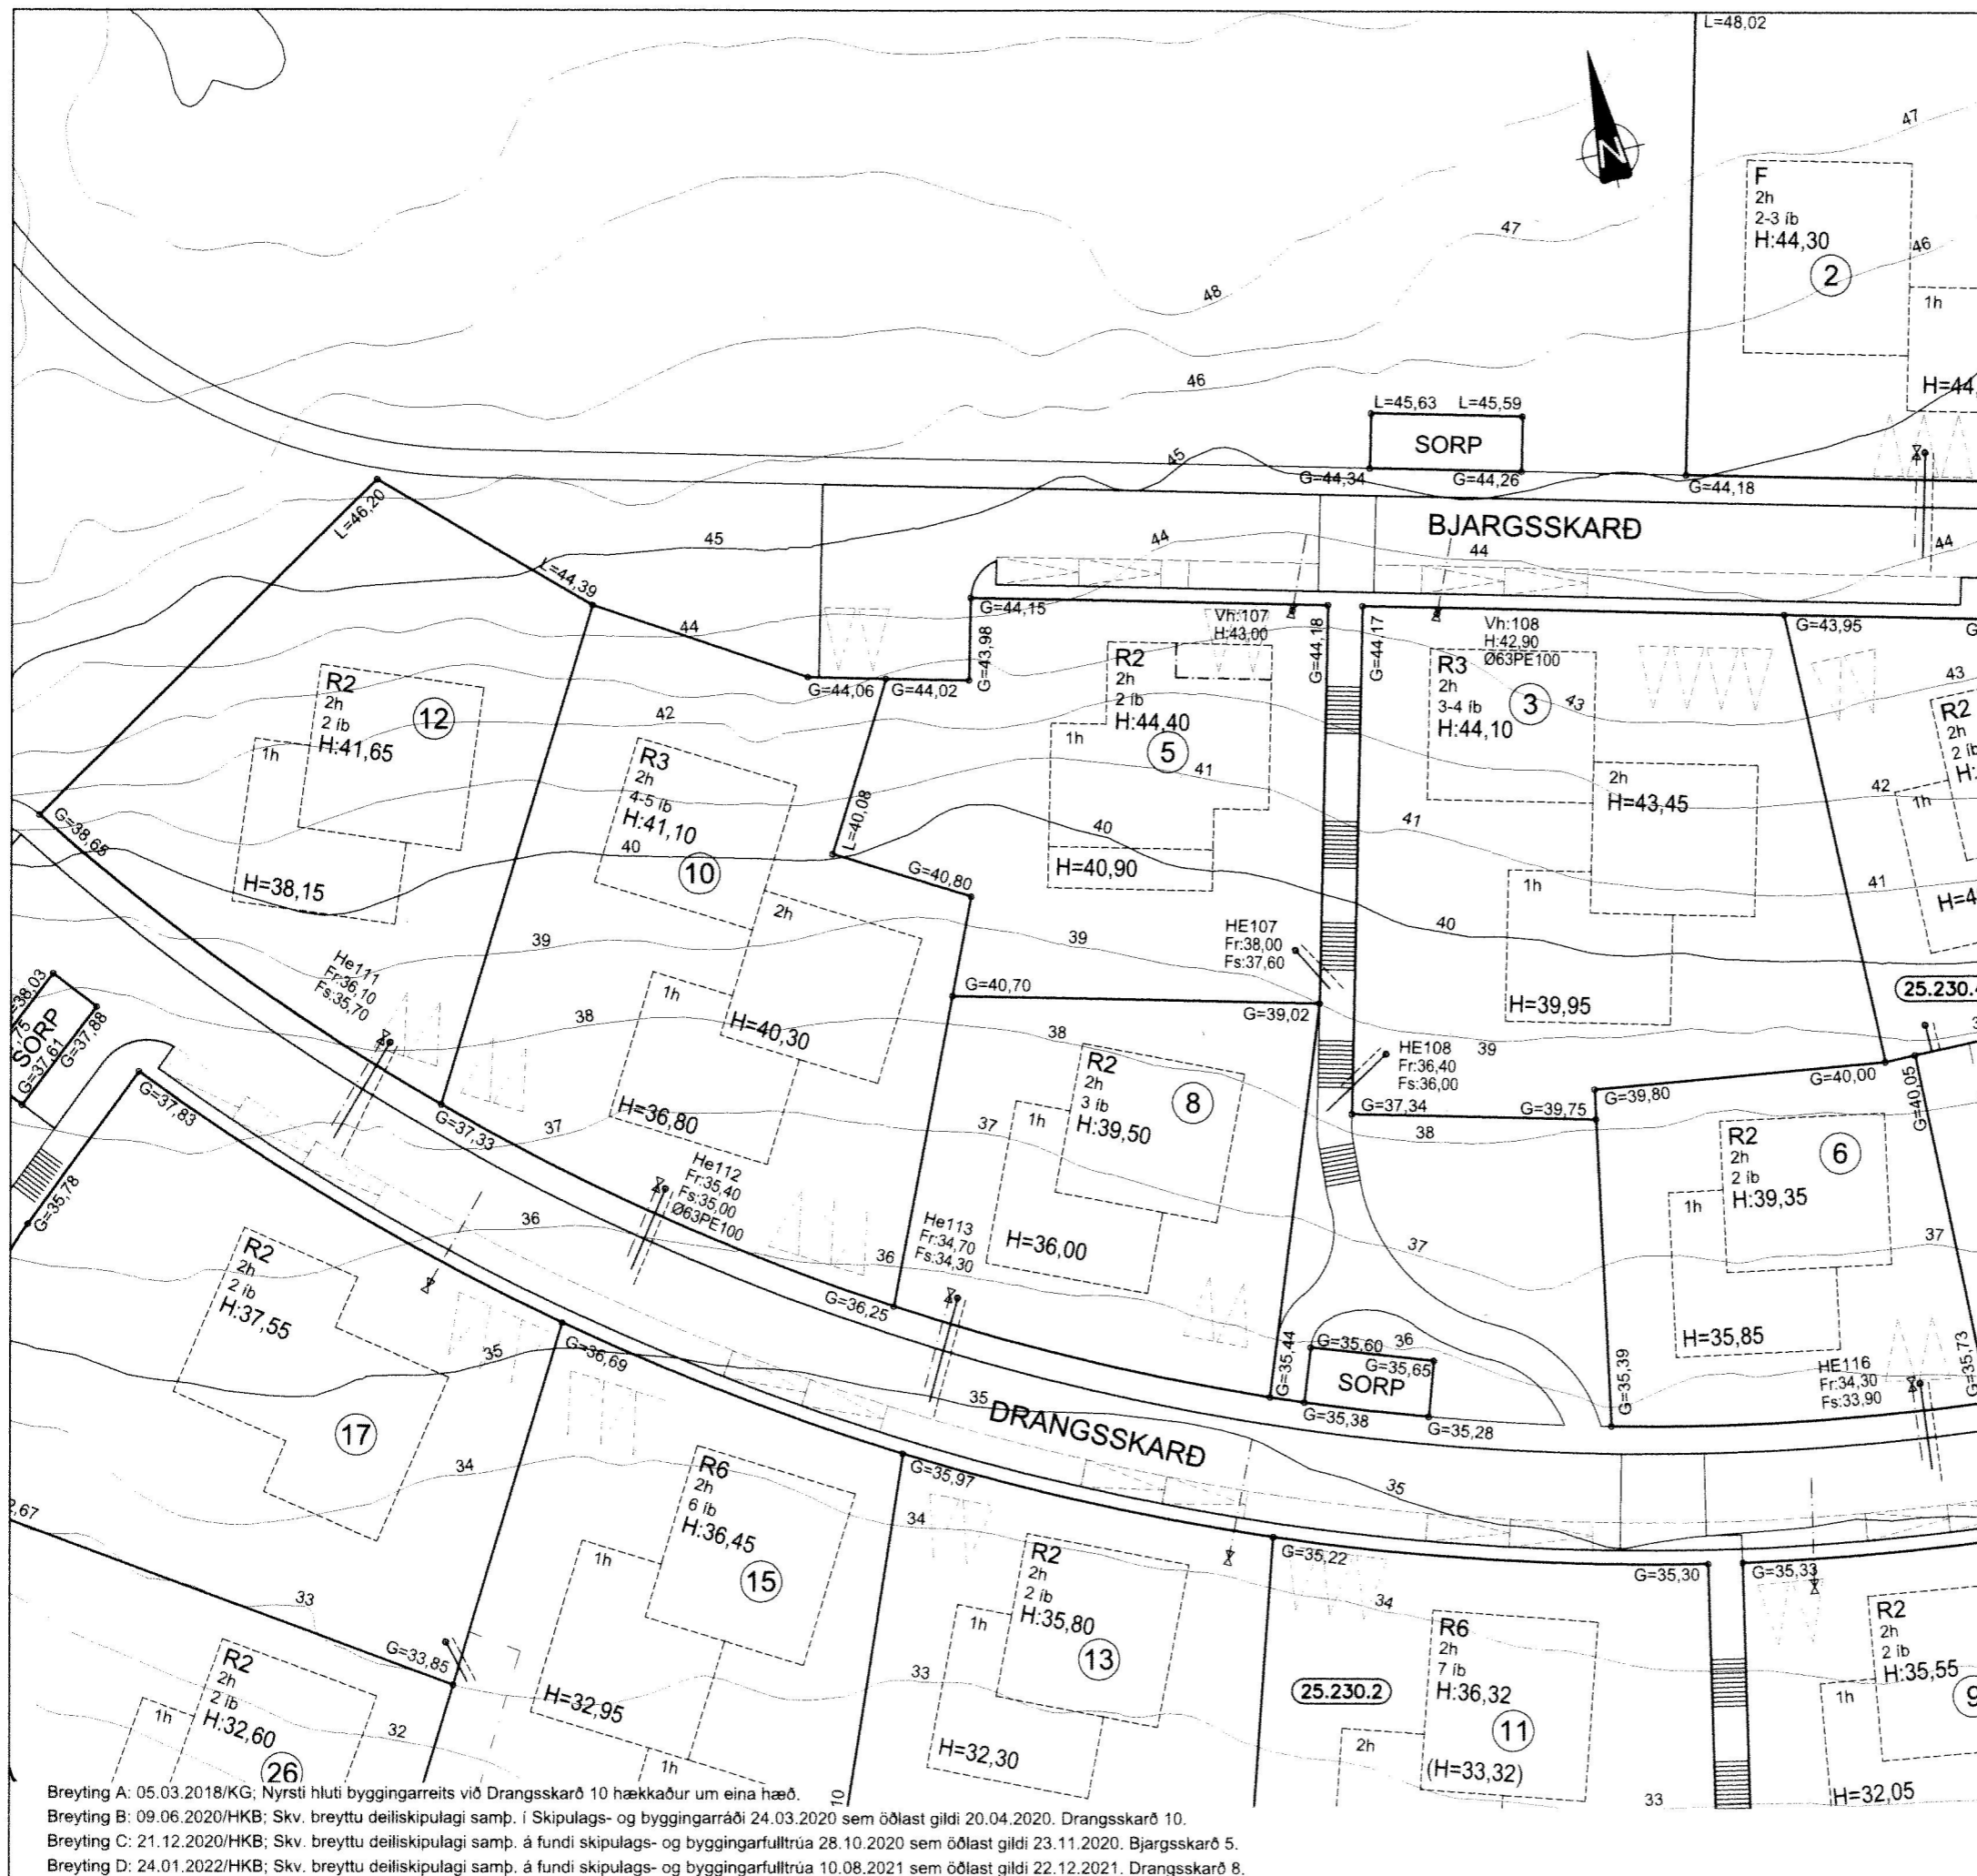 L=48,02
47
F
2h
2-3 íb
H:44,30
2
47
46
1h
48
46
L=45,63 L=45,59
SORP
G=44,34
G=44,26
G=44,18
45
BJARGSSKARÐ
44
44
44
L=46,20
45
L=44,39
44
G=44,06
G=44,02
G=43,98
G=44,15
Vh:107
H:43,00
G=44,18
G=44,17
Vh:108
H:42,90
Ø63PE100
G=43,95
43
R2
2h
2 íb
H:41,65
12
1h
H=38,15
42
R3
2h
4-5 íb
H:41,10
10
40
L=40,08
R2
2h
2 íb
H:44,40
5
1h
41
40
H=40,90
R3
2h
3-4 íb
H:44,10
3
43
2h
H=43,45
41
42
R2
2h
1h
41
G=38,65
2h
G=40,80
1h
39
39
40
H=39,95
HE107
Fr:38,00
Fs:37,60
25.230.
He111
Fr:36,10
Fs:35,70
1h
H=40,30
G=40,70
G=39,02
38
38
SORP
G=37,88
G=37,61
G=37,83
G=37,33
37
H=36,80
R2
2h
3 íb
H:39,50
8
1h
37
HE108
Fr:36,40
Fs:36,00
39
G=37,34
G=39,75
G=39,80
G=40,00
G=40,05
38
R2
2h
2 íb
H:39,35
6
1h
G=35,78
He112
Fr:35,40
Fs:35,00
Ø63PE100
36
36
He113
Fr:34,70
Fs:34,30
H=36,00
37
37
R2
2h
2 íb
H:37,55
17
35
G=36,69
G=36,25
G=35,44
G=35,60
36
G=35,65
SORP
G=35,38
G=35,28
G=35,39
H=35,85
HE116
Fr:34,30
Fs:33,90
G=35,73
35
DRANGSSKARÐ
35
34
R6
2h
6 íb
H:36,45
15
1h
G=35,97
34
R2
2h
2 íb
H:35,80
13
1h
G=35,22
34
G=35,30
G=35,33
33
G=33,85
R2
2h
2 íb
H:32,60
26
1h
32
H=32,95
1h
33
H=32,30
25.230.2
R6
2h
7 íb
H:36,32
11
2h
(H=33,32)
33
R2
2h
2 íb
H:35,55
9
1h
H=32,05
10
Breyting A: 05.03.2018/KG; Nyrsti hluti byggingarreits við Drangsskarð 10 hækkaður um eina hæð.
Breyting B: 09.06.2020/HKB; Skv. breyttu deiliskipulagi samþ. í Skipulags- og byggingarráði 24.03.2020 sem öðlast gildi 20.04.2020. Drangsskarð 10.
Breyting C: 21.12.2020/HKB; Skv. breyttu deiliskipulagi samþ. á fundi skipulags- og byggingarfulltrúa 28.10.2020 sem öðlast gildi 23.11.2020. Bjargsskarð 5.
Breyting D: 24.01.2022/HKB; Skv. breyttu deiliskipulagi samþ. á fundi skipulags- og byggingarfulltrúa 10.08.2021 sem öðlast gildi 22.12.2021. Drangsskarð 8.